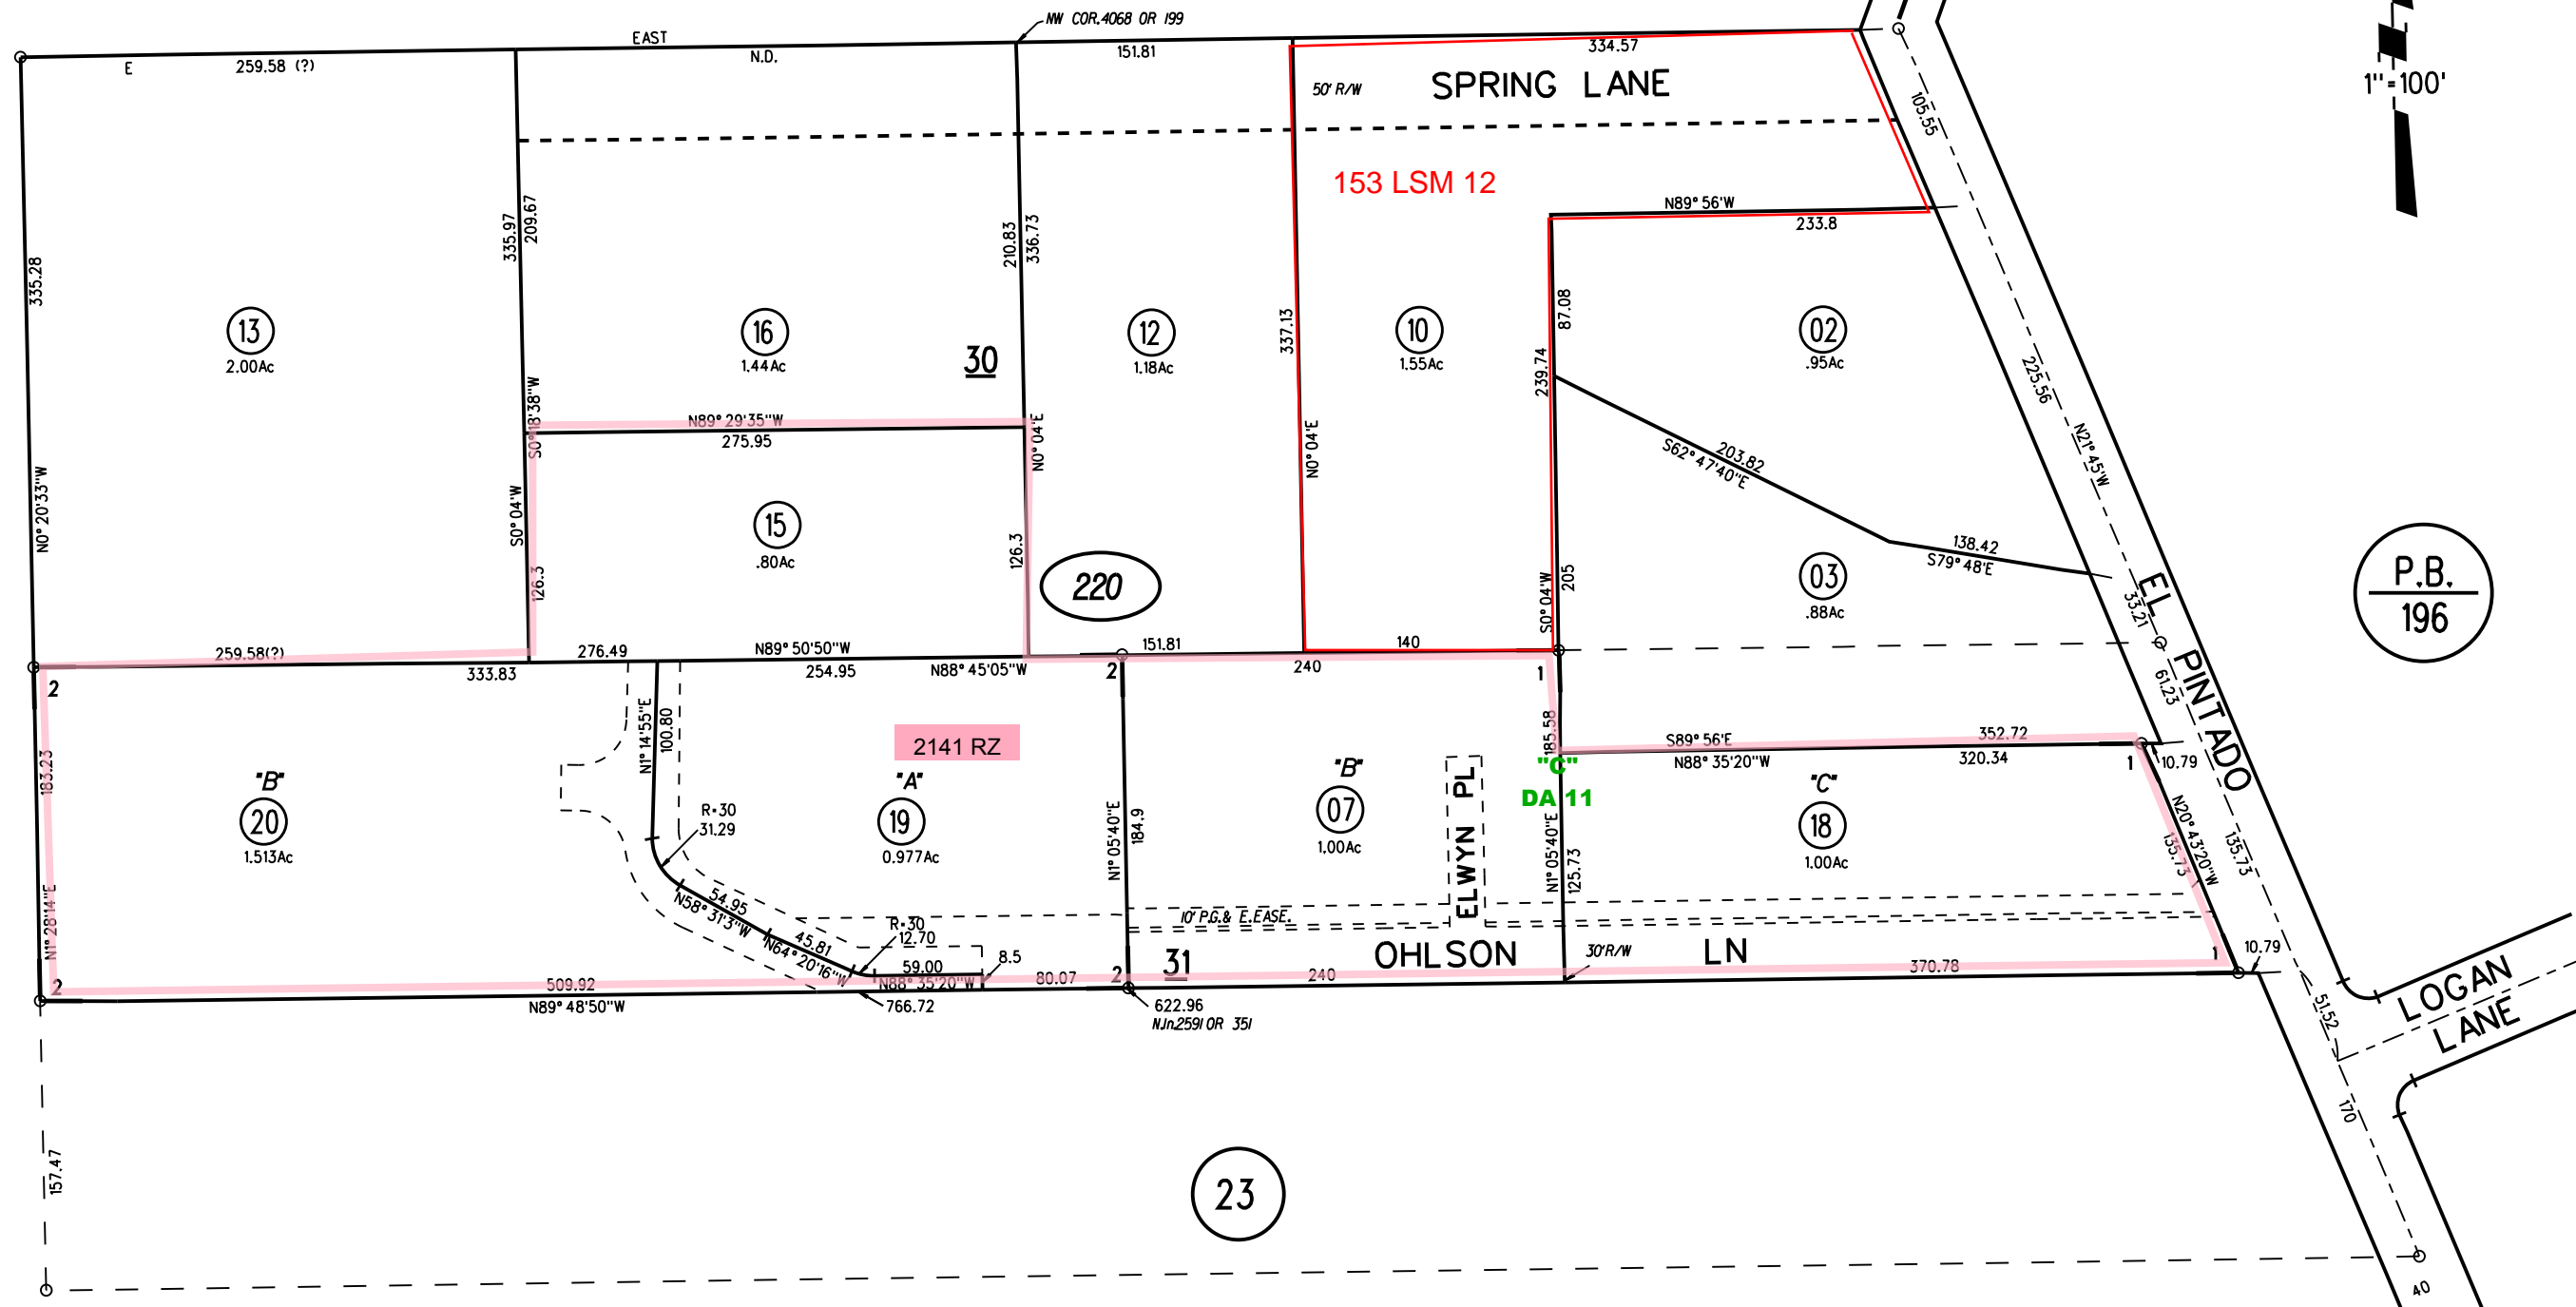 NW COR.4068 OR 199
EAST
E
259.58 (?)
N.D.
151.81
334.57
50' R/W
SPRING LANE
105.55
1"=100'
153 LSM 12
N89° 56'W
233.8
335.28
335.97
209.67
210.83
336.73
337.13
87.08
239.74
225.56
N21° 45'W
13
2.00Ac
16
1.44Ac
30
12
1.18Ac
10
1.55Ac
02
.95Ac
S0° 18'38"W
N89° 29'35"W
275.95
N0° 04'E
N0° 04'E
203.82
S62° 47'40"E
N0° 20'33"W
S0° 04'W
126.3
15
.80Ac
126.3
220
S0° 04'W
205
03
.88Ac
138.42
S79° 48'E
33.21
EL PINTADO
P.B.
196
259.58(?)
276.49
N89° 50'50"W
151.81
140
333.83
254.95
N88° 45'05"W
240
2
2
1
61.23
183.23
N1° 14'55"E
100.80
2141 RZ
185.58
S89° 56'E
352.72
N88° 35'20"W
320.34
1
10.79
"B"
20
1.513Ac
R=30
31.29
"A"
19
0.977Ac
"B"
07
1.00Ac
ELWYN PL
"C"
DA 11
"C"
18
1.00Ac
N1° 05'40"E
184.9
N1° 05'40"E
125.73
N20° 43'20"W
135.73
135.73
N1° 28'14"E
54.95
N58° 31'3"W
45.81
N64° 20'16"W
R=30
12.70
10' P.G.& E.EASE.
59.00
N88° 35'20"W
8.5
80.07
31
OHLSON LN
30'R/W
240
370.78
1
10.79
2
2
509.92
N89° 48'50"W
766.72
622.96
N.ln.2591 OR 351
LOGAN
LANE
51.52
170
157.47
23
40